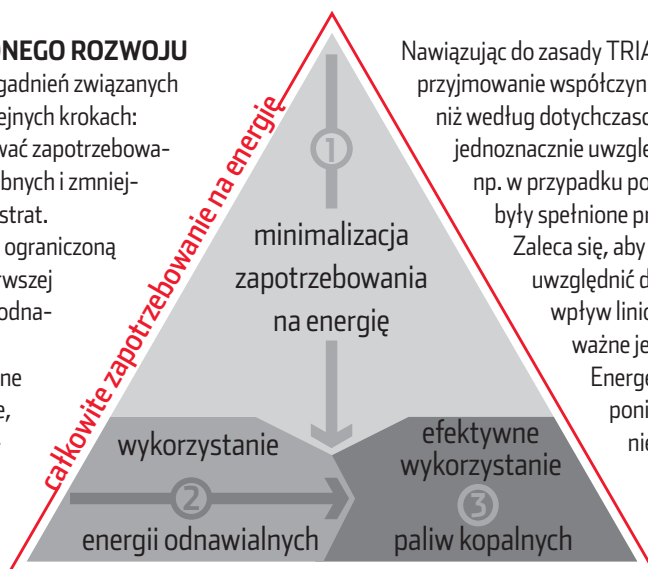 ONEGO ROZWOJU
gadnień związanych
ejnych krokach:
wać zapotrzebowa-
bnych i zmniej-
strat.
ograniczoną
rwszej
odna-
ne
e,
całkowite zapotrzebowanie na energię
1
minimalizacja
zapotrzebowania
na energię
wykorzystanie
2
energii odnawialnych
efektywne
wykorzystanie
3
paliw kopalnych
Nawiązując do zasady TRIA
przyjmowanie współczyn
niż według dotychczaso
jednoznacznie uwzglę
np. w przypadku po
były spełnione pr
Zaleca się, aby
uwzględnić d
wpływ linio
ważne je
Energe
poni
nie